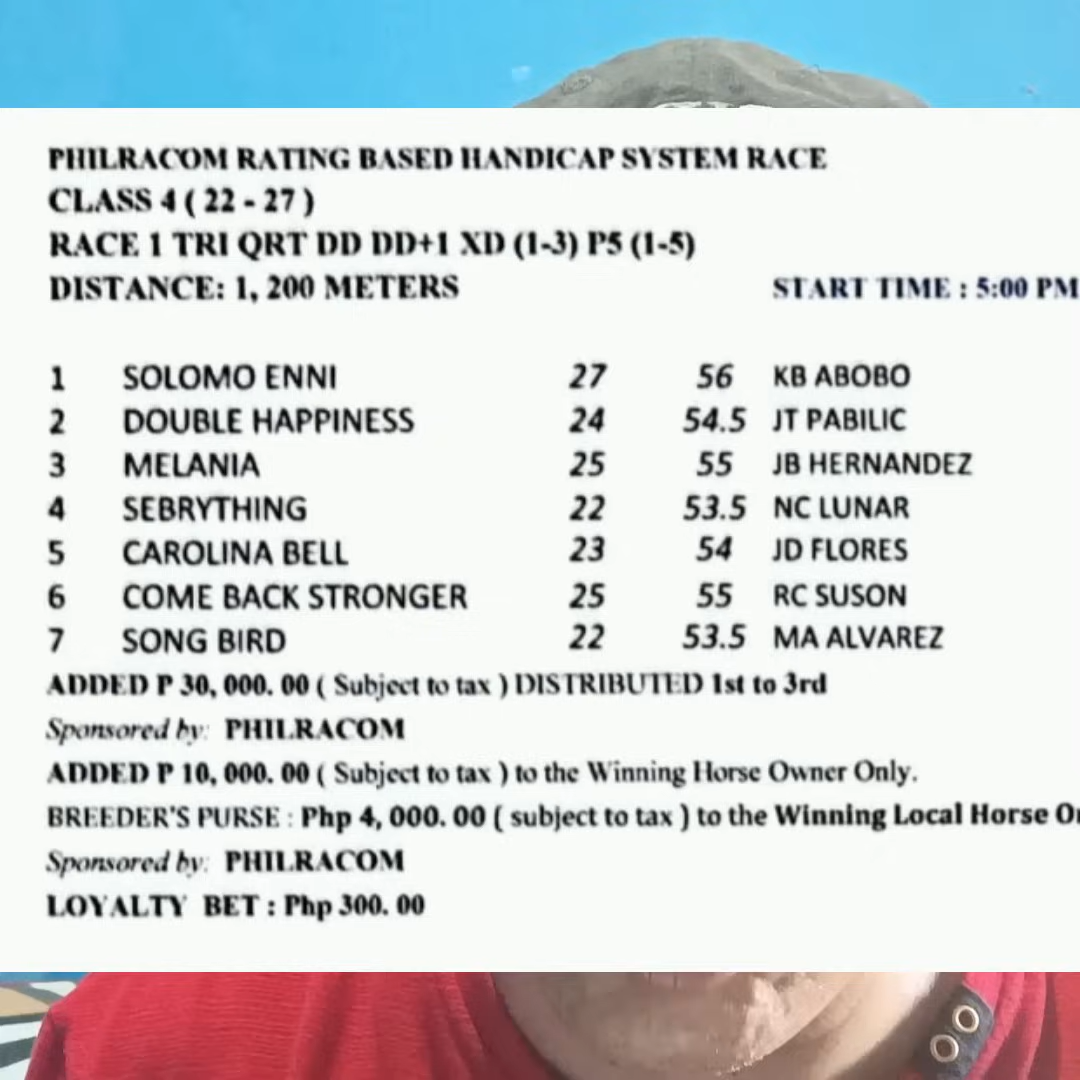 PHILRACOM RATING BASED HANDICAP SYSTEM RACE
CLASS 4 ( 22 - 27 )
RACE 1 TRI QRT DD DD+1 XD (1-3) P5 (1-5)
DISTANCE: 1, 200 METERS START TIME : 5:00 PM
1 SOLOMO ENNI 27 56 KB ABOBO
2 DOUBLE HAPPINESS 24 54.5 JT PABILIC
3 MELANIA 25 55 JB HERNANDEZ
4 SEBRYTHING 22 53.5 NC LUNAR
5 CAROLINA BELL 23 54 JD FLORES
6 COME BACK STRONGER 25 55 RC SUSON
7 SONG BIRD 22 53.5 MA ALVAREZ
ADDED P 30, 000. 00 ( Subject to tax ) DISTRIBUTED 1st to 3rd
Sponsored by: PHILRACOM
ADDED P 10, 000. 00 ( Subject to tax ) to the Winning Horse Owner Only.
BREEDER'S PURSE : Php 4, 000. 00 ( subject to tax ) to the Winning Local Horse
Sponsored by: PHILRACOM
LOYALTY BET : Php 300. 00